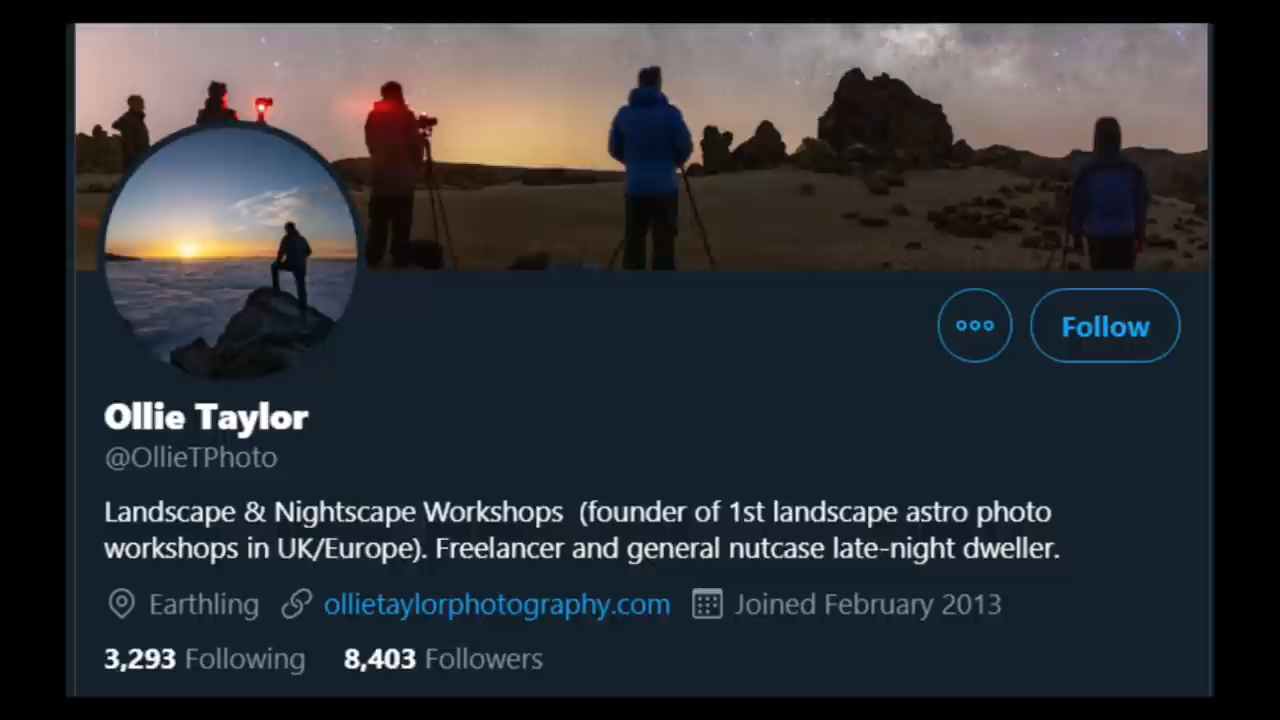 Follow
Ollie Taylor
@OllieTPhoto
Landscape & Nightscape Workshops (founder of 1st landscape astro photo
workshops in UK/Europe). Freelancer and general nutcase late-night dweller.
Earthling ollietaylorphotography.com Joined February 2013
3,293 Following 8,403 Followers